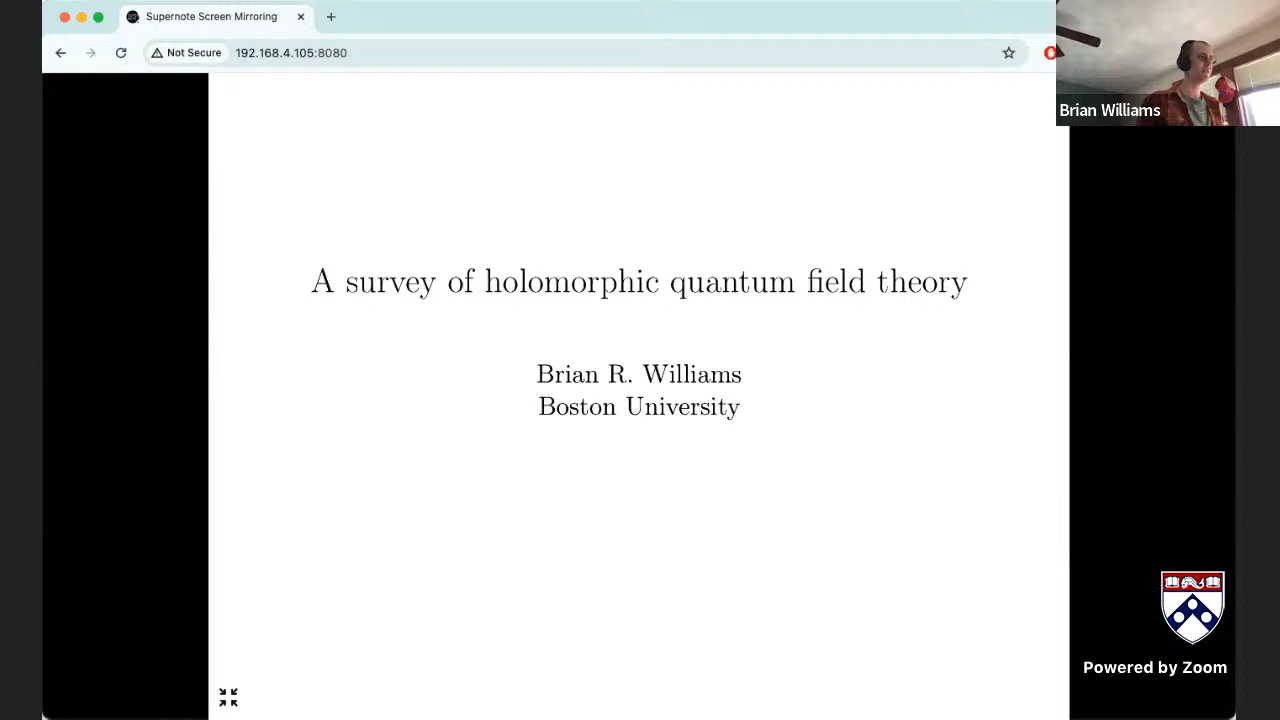 Supernote Screen Mirroring
Not Secure
192.168.4.105:8080
Brian Williams
A survey of holomorphic quantum field theory
Brian R. Williams
Boston University
Powered by Zoom